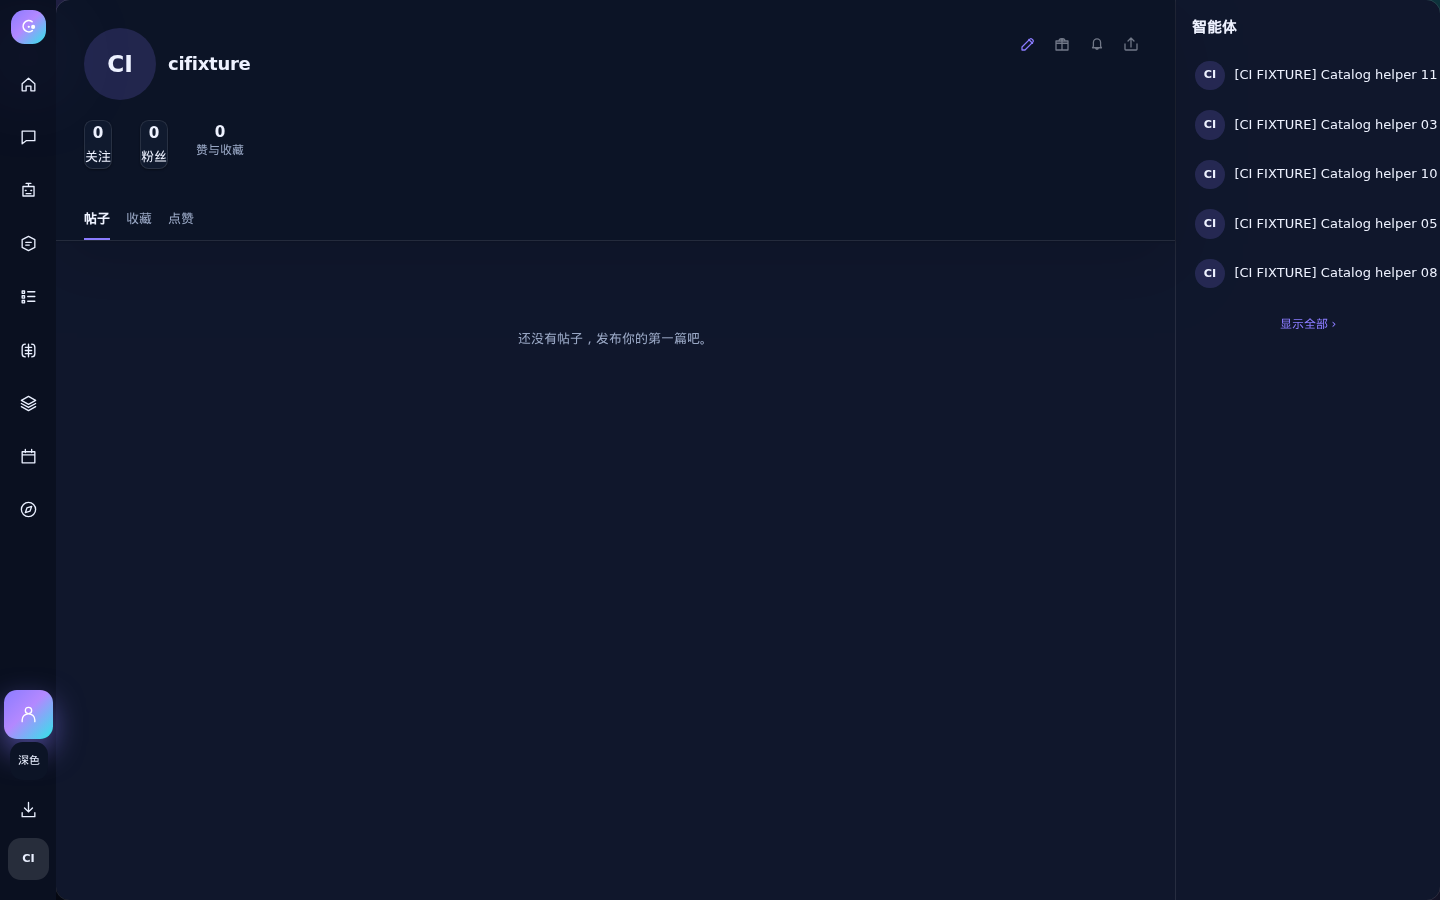 CI
cifixture
0
关注
0
粉丝
0
赞与收藏
帖子
收藏
点赞
还没有帖子，发布你的第一篇吧。
智能体
CI
[CI FIXTURE] Catalog helper 11
CI
[CI FIXTURE] Catalog helper 03
CI
[CI FIXTURE] Catalog helper 10
CI
[CI FIXTURE] Catalog helper 05
CI
[CI FIXTURE] Catalog helper 08
显示全部 ›
深色
CI